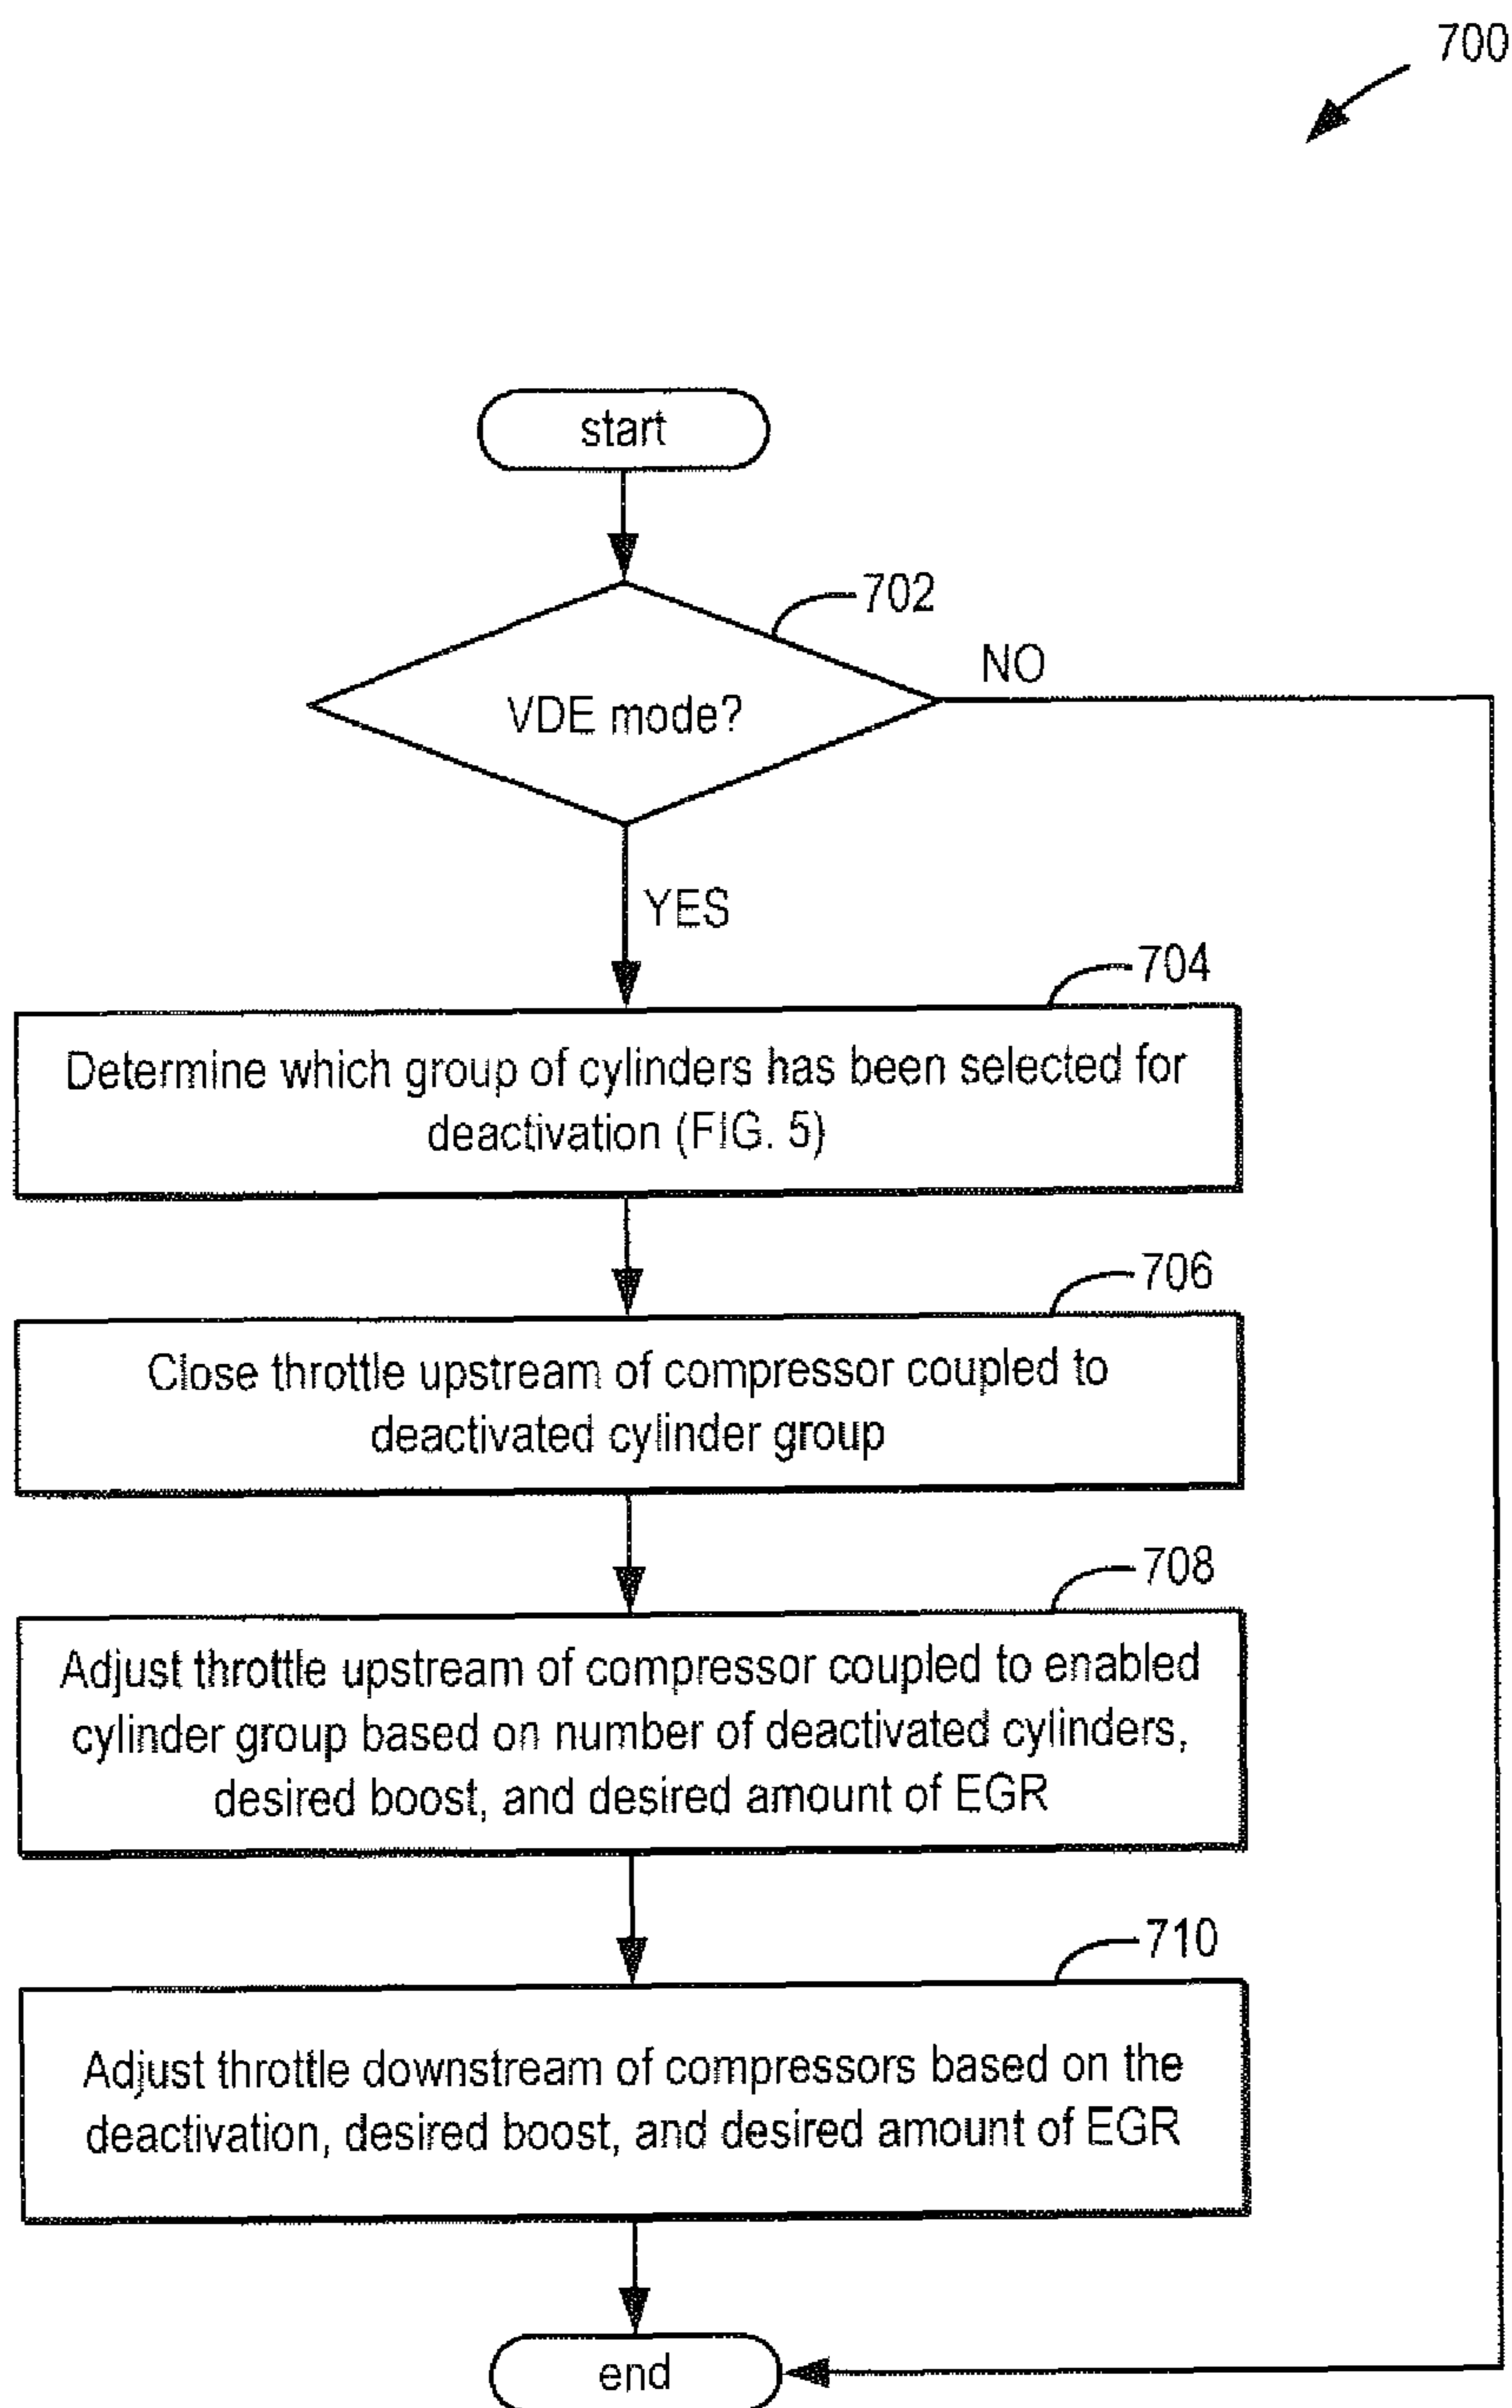 700
start
702
VDE mode?
NO
YES
704
Determine which group of cylinders has been selected for
deactivation (FIG. 5)
706
Close throttle upstream of compressor coupled to
deactivated cylinder group
708
Adjust throttle upstream of compressor coupled to enabled
cylinder group based on number of deactivated cylinders,
desired boost, and desired amount of EGR
710
Adjust throttle downstream of compressors based on the
deactivation, desired boost, and desired amount of EGR
end